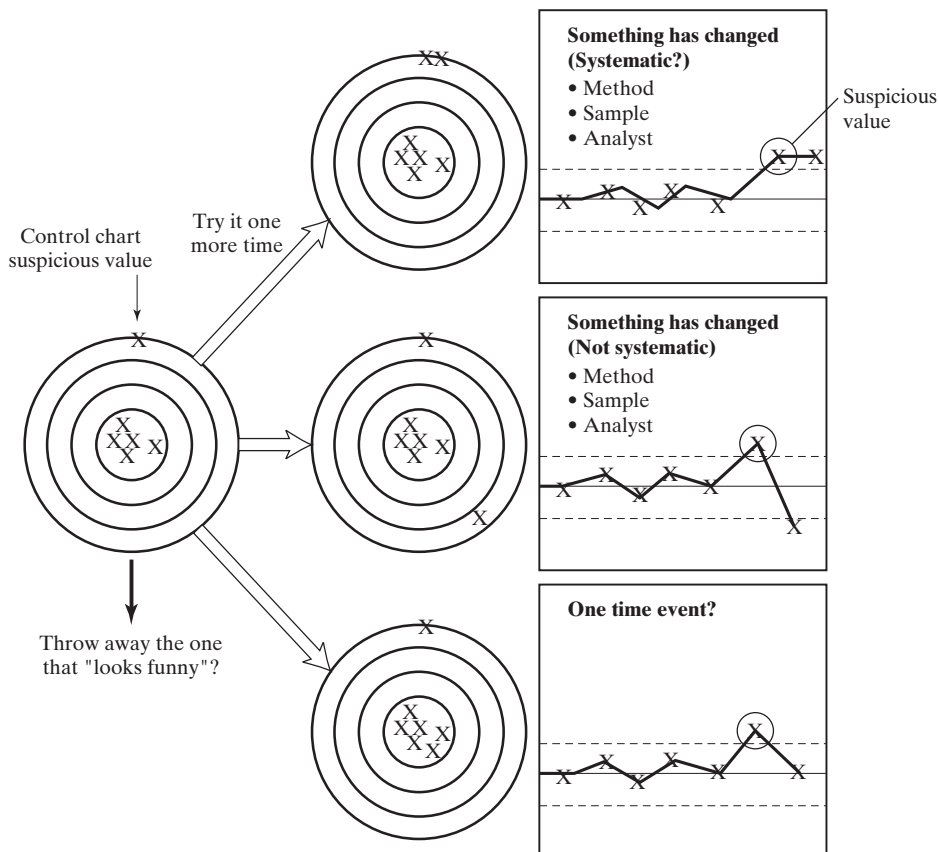 Control chart
suspicious value
Try it one
more time
Throw away the one
that "looks funny"?
Something has changed
(Systematic?)
• Method
• Sample
• Analyst
Suspicious
value
Something has changed
(Not systematic)
• Method
• Sample
• Analyst
One time event?